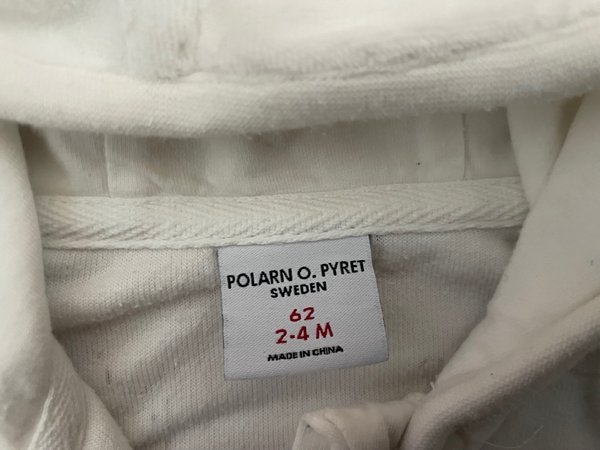 POLARN O. PYRET
SWEDEN
62
2-4 M
MADE IN CHINA